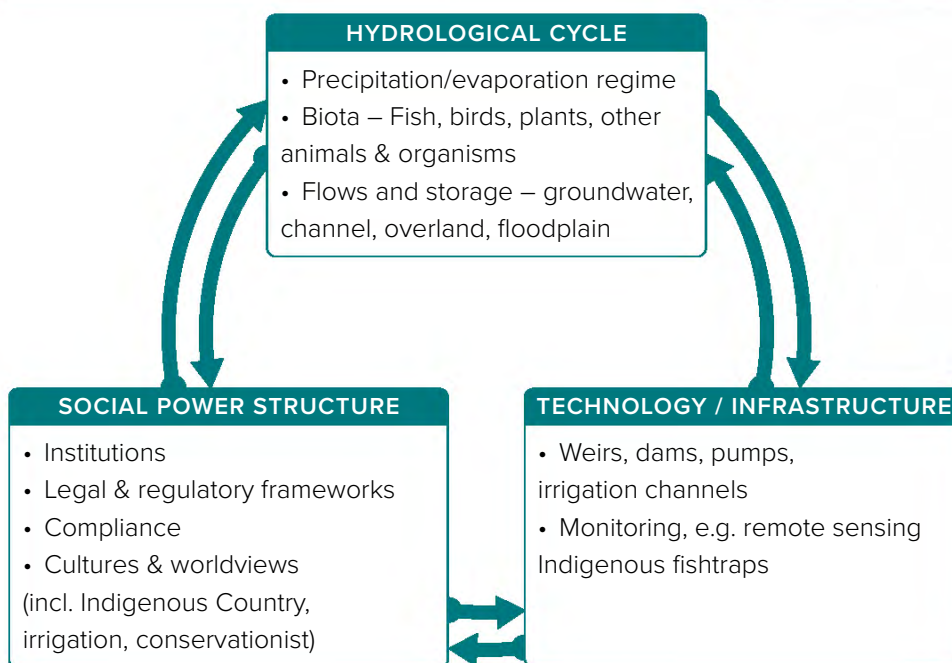 HYDROLOGICAL CYCLE
• Precipitation/evaporation regime
• Biota – Fish, birds, plants, other
animals & organisms
• Flows and storage – groundwater,
channel, overland, floodplain
SOCIAL POWER STRUCTURE
• Institutions
• Legal & regulatory frameworks
• Compliance
• Cultures & worldviews
(incl. Indigenous Country,
irrigation, conservationist)
TECHNOLOGY / INFRASTRUCTURE
• Weirs, dams, pumps,
irrigation channels
• Monitoring, e.g. remote sensing
Indigenous fishtraps